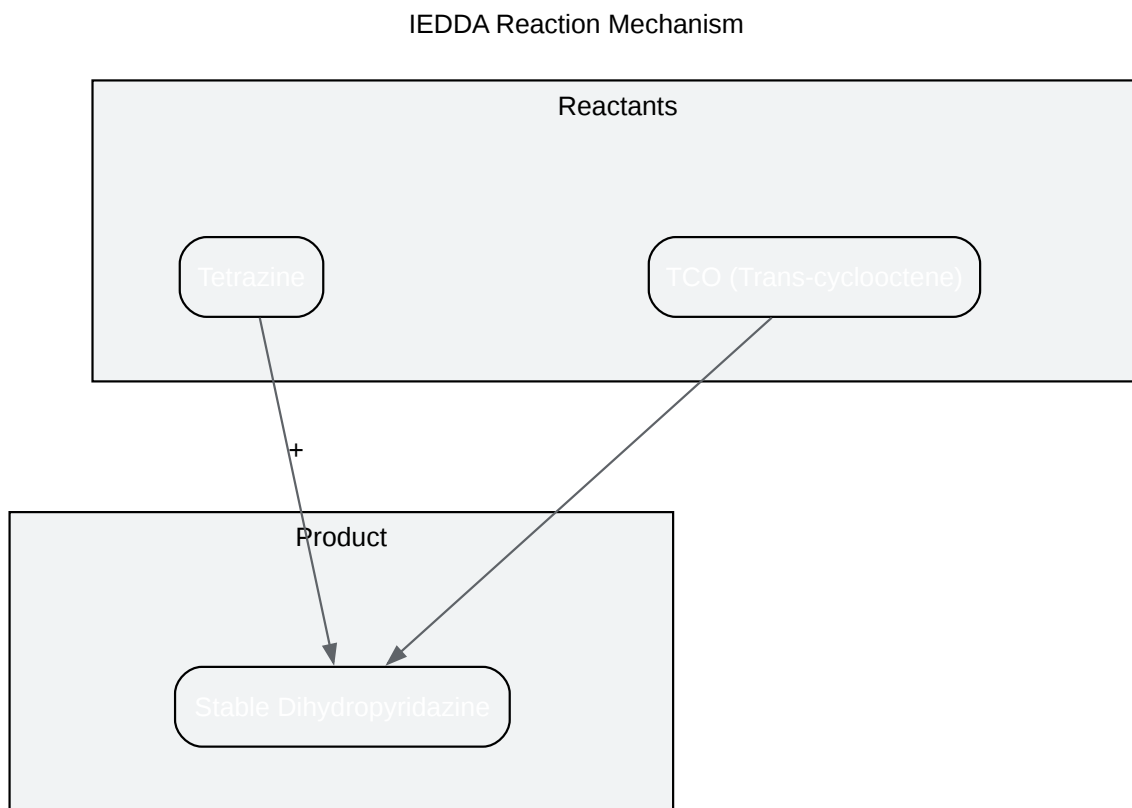 IEDDA Reaction Mechanism
Reactants
Tetrazine
TCO (Trans-cyclooctene)
+
Product
Stable Dihydropyridazine